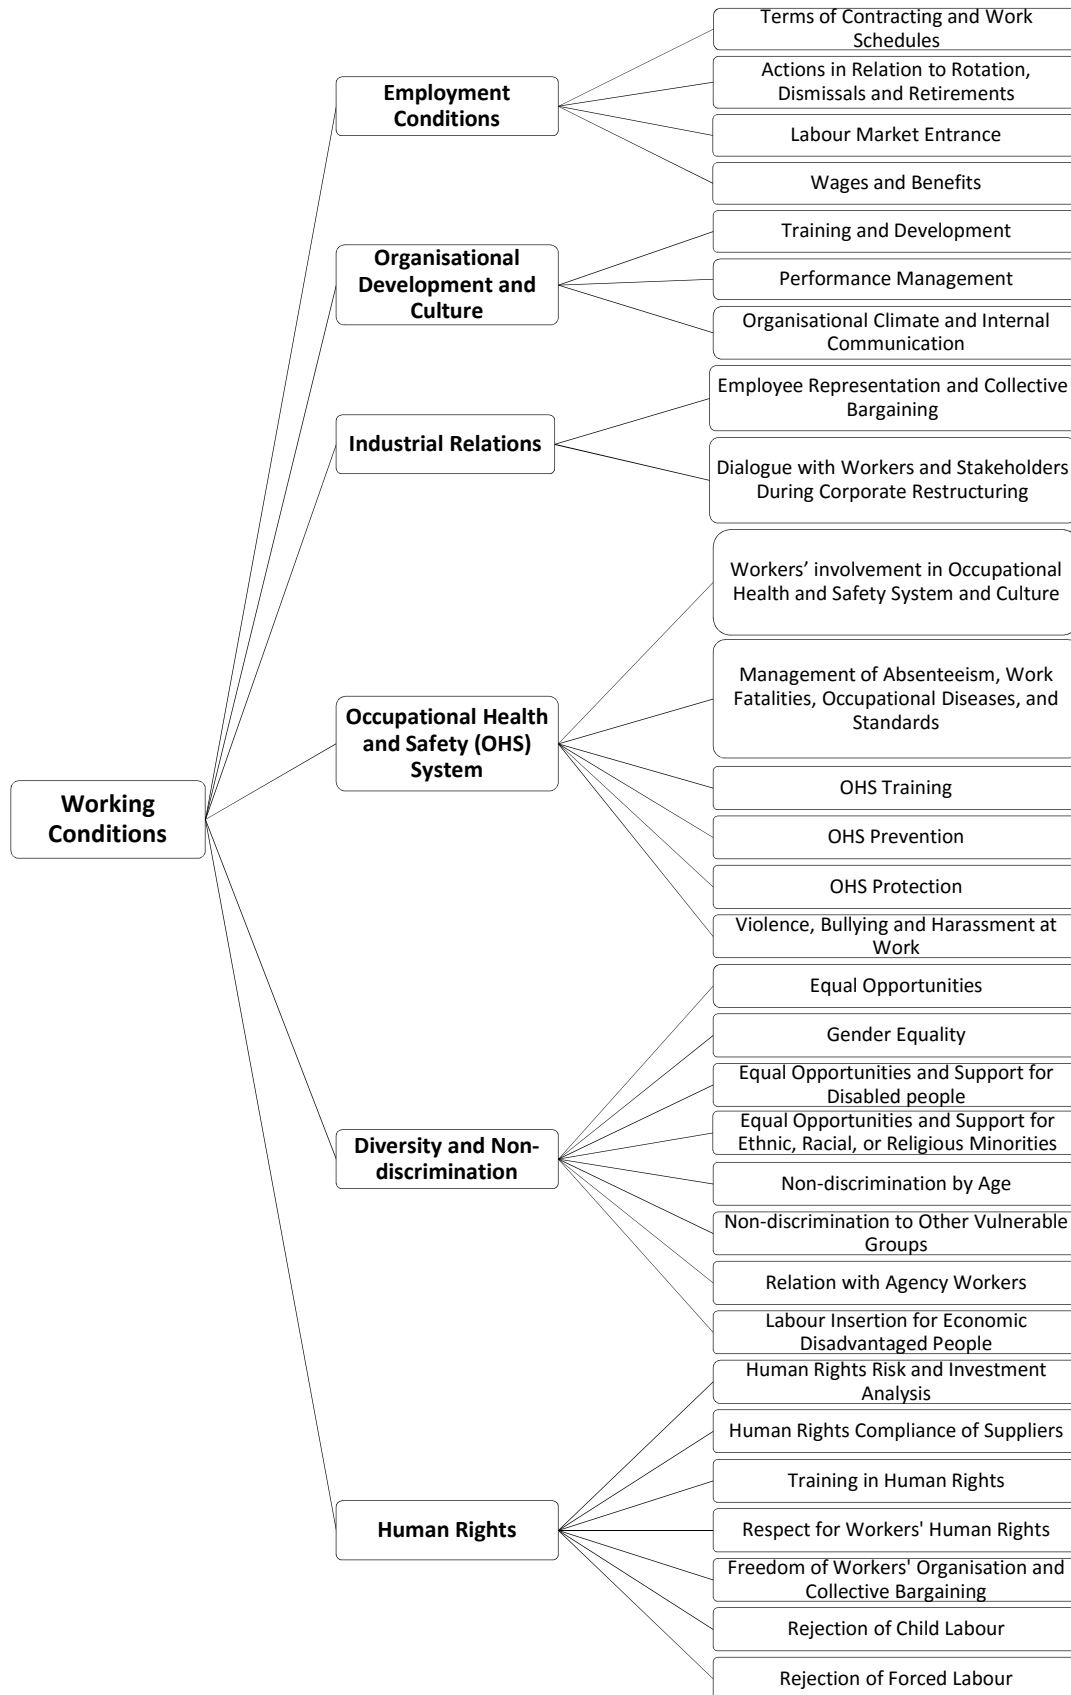 Working
Conditions
Employment
Conditions
Terms of Contracting and Work
Schedules
Actions in Relation to Rotation,
Dismissals and Retirements
Labour Market Entrance
Wages and Benefits
Organisational
Development and
Culture
Training and Development
Performance Management
Organisational Climate and Internal
Communication
Industrial Relations
Employee Representation and Collective
Bargaining
Dialogue with Workers and Stakeholders
During Corporate Restructuring
Occupational Health
and Safety (OHS)
System
Workers’ involvement in Occupational
Health and Safety System and Culture
Management of Absenteeism, Work
Fatalities, Occupational Diseases, and
Standards
OHS Training
OHS Prevention
OHS Protection
Violence, Bullying and Harassment at
Work
Diversity and Non-
discrimination
Equal Opportunities
Gender Equality
Equal Opportunities and Support for
Disabled people
Equal Opportunities and Support for
Ethnic, Racial, or Religious Minorities
Non-discrimination by Age
Non-discrimination to Other Vulnerable
Groups
Relation with Agency Workers
Labour Insertion for Economic
Disadvantaged People
Human Rights
Human Rights Risk and Investment
Analysis
Human Rights Compliance of Suppliers
Training in Human Rights
Respect for Workers' Human Rights
Freedom of Workers' Organisation and
Collective Bargaining
Rejection of Child Labour
Rejection of Forced Labour